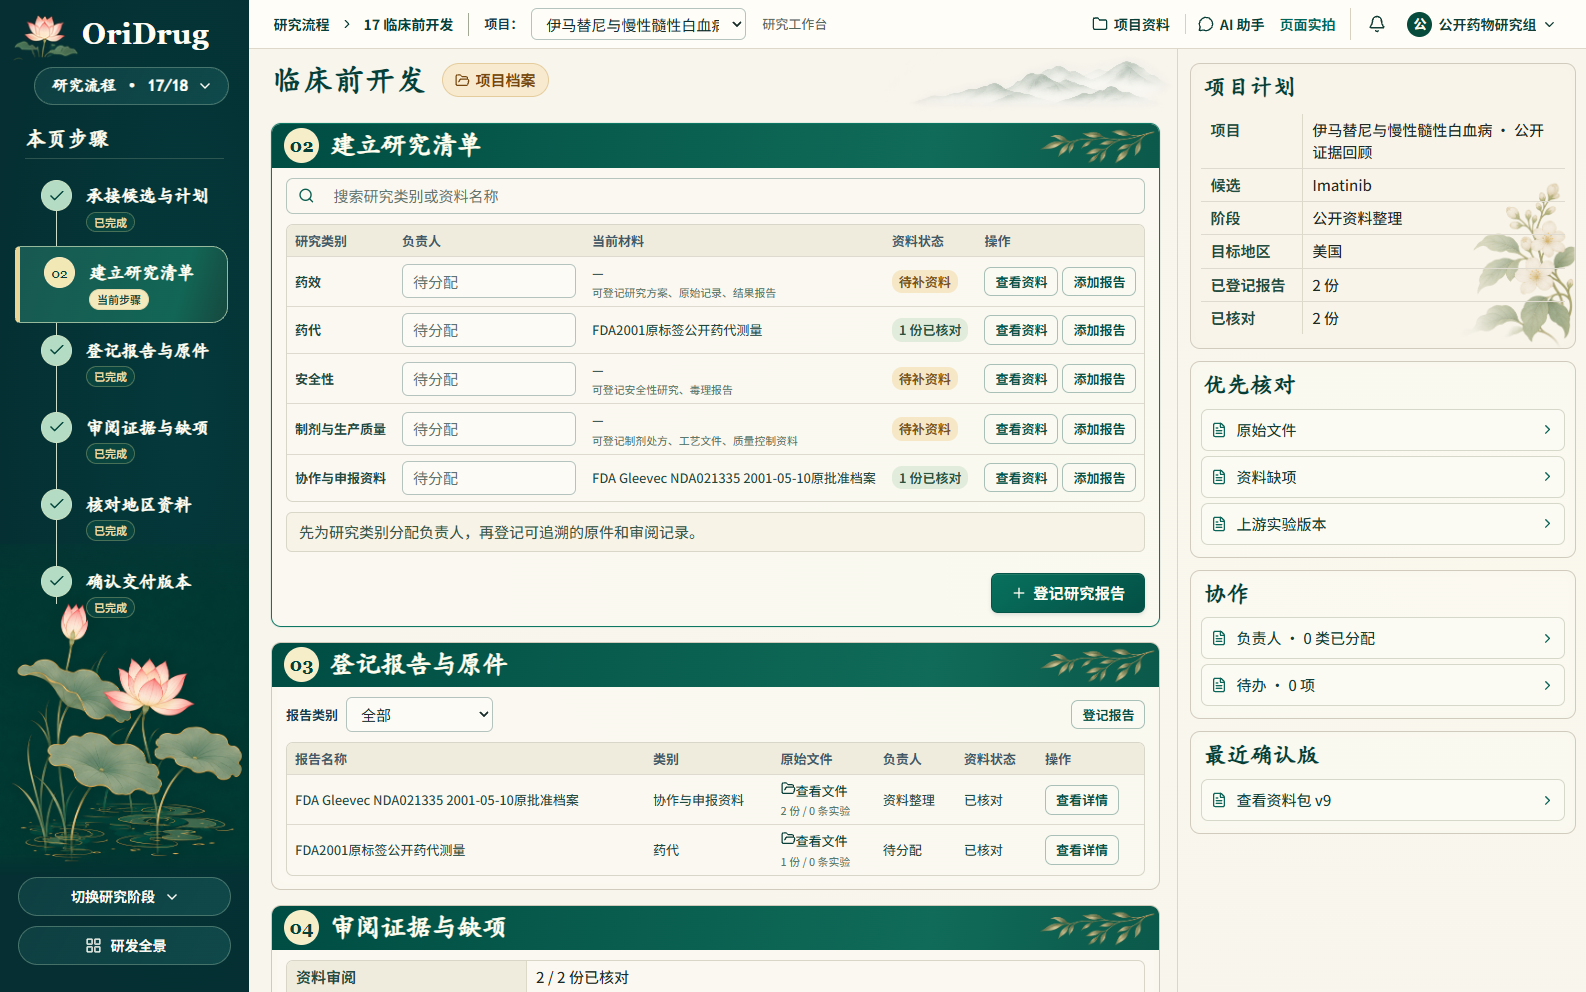 OriDrug
研究流程 • 17/18
本页步骤
承接候选与计划
已完成
02 建立研究清单
当前步骤
登记报告与原件
已完成
审阅证据与缺项
已完成
核对地区资料
已完成
确认交付版本
已完成
切换研究阶段
研发全景
研究流程 > 17 临床前开发 项目： 伊马替尼与慢性髓性白血病 研究工作台
项目资料 AI 助手 页面实拍 公 公开药物研究组
临床前开发 项目档案
02 建立研究清单
搜索研究类别或资料名称
研究类别 负责人 当前材料 资料状态 操作
药效 待分配 — 待补资料 查看资料 添加报告
可登记研究方案、原始记录、结果报告
药代 待分配 FDA2001原标签公开药代测量 1 份已核对 查看资料 添加报告
安全性 待分配 — 待补资料 查看资料 添加报告
可登记安全性研究、毒理报告
制剂与生产质量 待分配 — 待补资料 查看资料 添加报告
可登记制剂处方、工艺文件、质量控制资料
协作与申报资料 待分配 FDA Gleevec NDA021335 2001-05-10原批准档案 1 份已核对 查看资料 添加报告
先为研究类别分配负责人，再登记可追溯的原件和审阅记录。
+ 登记研究报告
03 登记报告与原件
报告类别 全部 登记报告
报告名称 类别 原始文件 负责人 资料状态 操作
FDA Gleevec NDA021335 2001-05-10原批准档案 协作与申报资料 查看文件 资料整理 已核对 查看详情
2 份 / 0 条实验
FDA2001原标签公开药代测量 药代 查看文件 待分配 已核对 查看详情
1 份 / 0 条实验
04 审阅证据与缺项
资料审阅 2 / 2 份已核对
项目计划
项目 伊马替尼与慢性髓性白血病 • 公开
证据回顾
候选 Imatinib
阶段 公开资料整理
目标地区 美国
已登记报告 2 份
已核对 2 份
优先核对
原始文件
资料缺项
上游实验版本
协作
负责人 • 0 类已分配
待办 • 0 项
最近确认版
查看资料包 v9